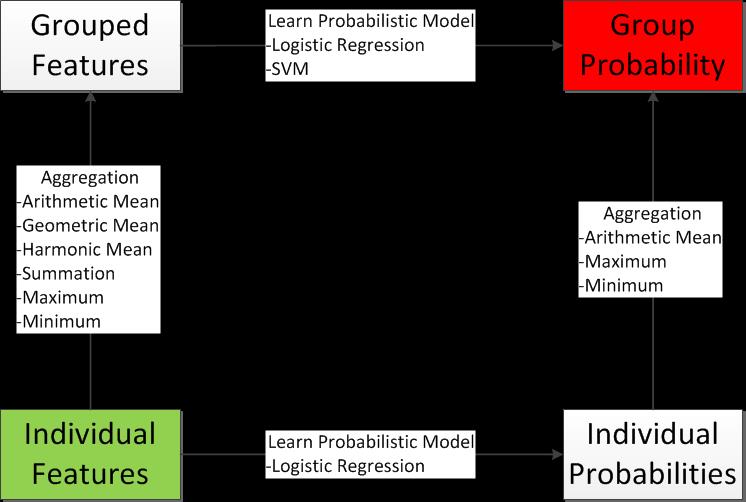 Grouped
Features
Learn Probabilistic Model
-Logistic Regression
-SVM
Group
Probability
Aggregation
-Arithmetic Mean
-Geometric Mean
-Harmonic Mean
-Summation
-Maximum
-Minimum
Aggregation
-Arithmetic Mean
-Maximum
-Minimum
Individual
Features
Learn Probabilistic Model
-Logistic Regression
Individual
Probabilities